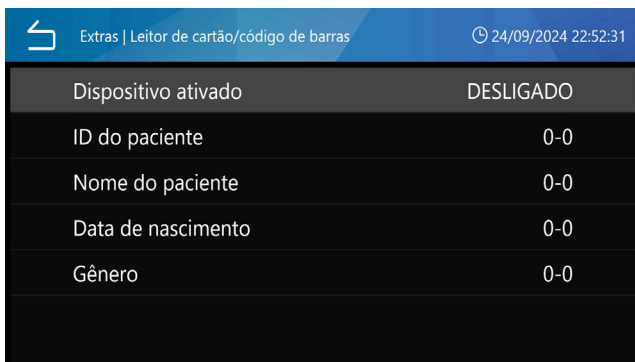 Extras | Leitor de cartão/código de barras 24/09/2024 22:52:31
Dispositivo ativado DESLIGADO
ID do paciente 0-0
Nome do paciente 0-0
Data de nascimento 0-0
Gênero 0-0